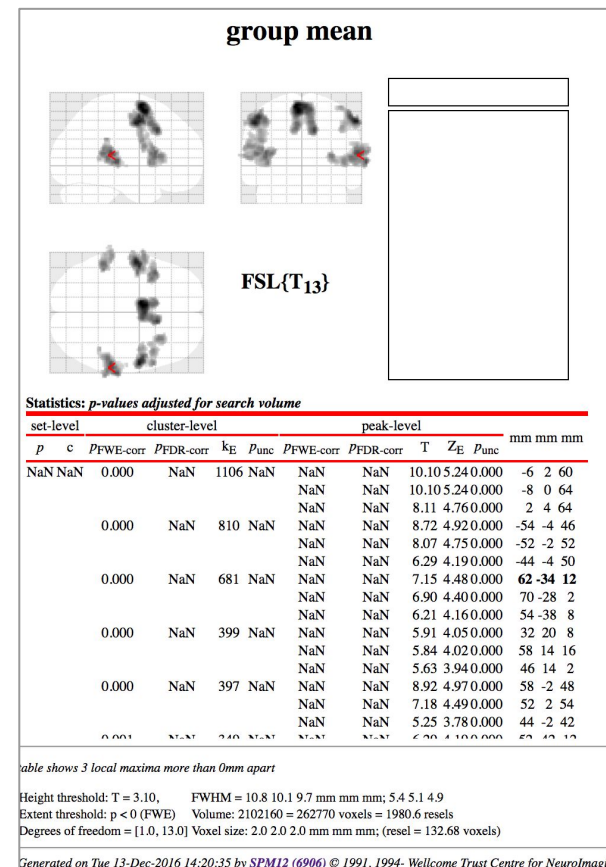 group mean
FSL{T13}
Statistics: p-values adjusted for search volume
set-level cluster-level peak-level mm mm mm
p c pFWE-corr pFDR-corr kE punc pFWE-corr pFDR-corr T ZE punc
NaN NaN 0.000 NaN 1106 NaN NaN NaN 10.10 5.24 0.000 -6 2 60
NaN NaN 10.10 5.24 0.000 -8 0 64
NaN NaN 8.11 4.76 0.000 2 4 64
0.000 NaN 810 NaN NaN NaN 8.72 4.92 0.000 -54 -4 46
NaN NaN 8.07 4.75 0.000 -52 -2 52
NaN NaN 6.29 4.19 0.000 -44 -4 50
0.000 NaN 681 NaN NaN NaN 7.15 4.48 0.000 62 -34 12
NaN NaN 6.90 4.40 0.000 70 -28 2
NaN NaN 6.21 4.16 0.000 54 -38 8
0.000 NaN 399 NaN NaN NaN 5.91 4.05 0.000 32 20 8
NaN NaN 5.84 4.02 0.000 58 14 16
NaN NaN 5.63 3.94 0.000 46 14 2
0.000 NaN 397 NaN NaN NaN 8.92 4.97 0.000 58 -2 48
NaN NaN 7.18 4.49 0.000 52 2 54
NaN NaN 5.25 3.78 0.000 44 -2 42
able shows 3 local maxima more than 0mm apart
Height threshold: T = 3.10, FWHM = 10.8 10.1 9.7 mm mm mm; 5.4 5.1 4.9
Extent threshold: p < 0 (FWE) Volume: 2102160 = 262770 voxels = 1980.6 resels
Degrees of freedom = [1.0, 13.0] Voxel size: 2.0 2.0 2.0 mm mm mm; (resel = 132.68 voxels)
Generated on Tue 13-Dec-2016 14:20:35 by SPM12 (6906) © 1991, 1994- Wellcome Trust Centre for NeuroImagi